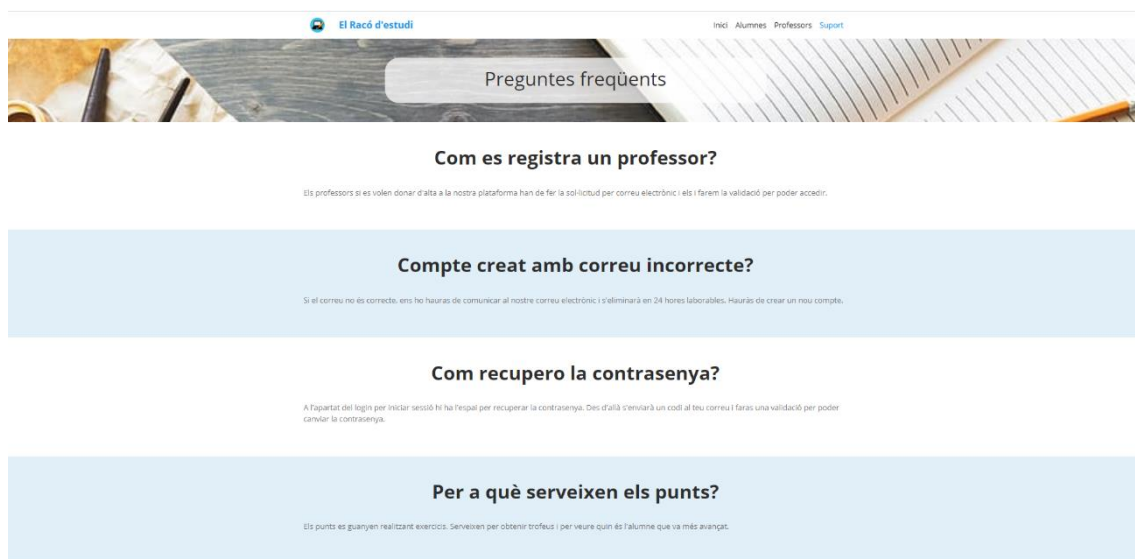 El Racó d'estudi
Inici Alumnes Professors Suport
Preguntes freqüents
Com es registra un professor?
Els professors si es volen donar d'alta a la nostra plataforma han de fer la sol·licitud per correu electrònic i els i farem la validació per poder accedir.
Compte creat amb correu incorrecte?
Si el correu no és correcte, ens ho hauras de comunicar al nostre correu electrònic i s'eliminarà en 24 hores laborables. Hauràs de crear un nou compte.
Com recupero la contrasenya?
A l'apartat del login per iniciar sessió hi ha l'espai per recuperar la contrasenya. Des d'allà s'enviarà un codi al teu correu i faras una validació per poder
canviar la contrasenya.
Per a què serveixen els punts?
Els punts es guanyen realitzant exercicis. Serveixen per obtenir trofeus i per veure quin és l'alumne que va més avançat.